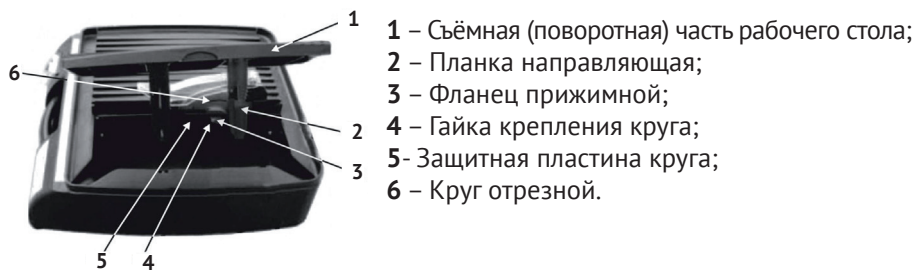 1
6
2
3
5
4
1 – Съёмная (поворотная) часть рабочего стола;
2 – Планка направляющая;
3 – Фланец прижимной;
4 – Гайка крепления круга;
5- Защитная пластина круга;
6 – Круг отрезной.